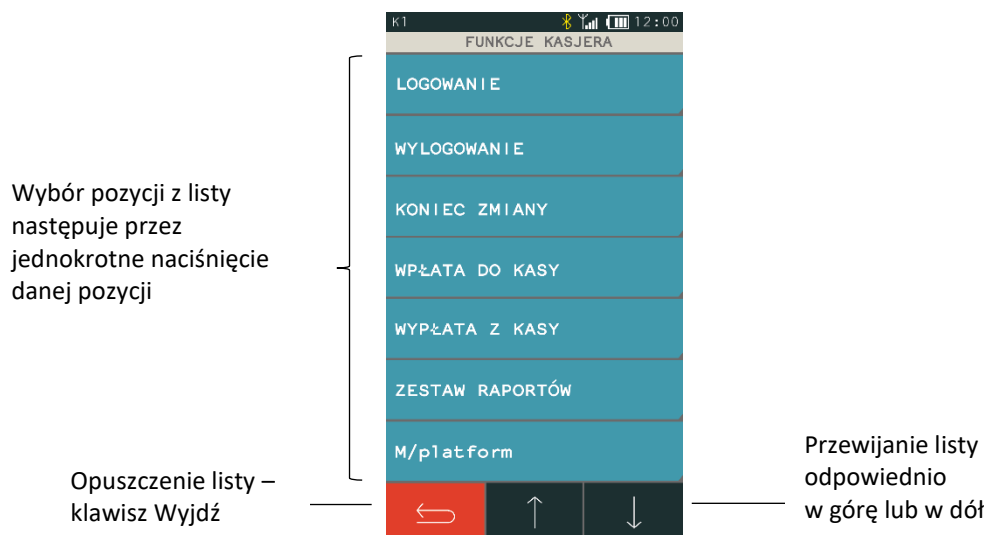 K1 12:00
FUNKCJE KASJERA
LOGOWANIE
WYLOGOWANIE
KONIEC ZMIANY
WPŁATA DO KASY
WYPŁATA Z KASY
ZESTAW RAPORTÓW
M/platform
Wybór pozycji z listy
następuje przez
jednokrotne naciśnięcie
danej pozycji
Opuszczenie listy –
klawisz Wyjdź
Przewijanie listy
odpowiednio
w górę lub w dół